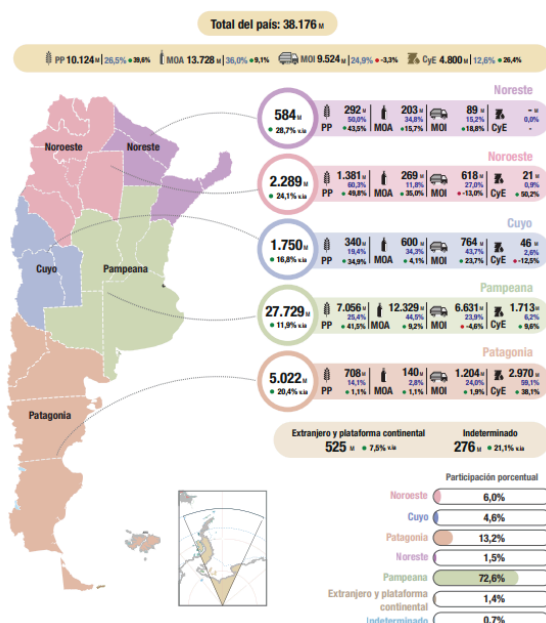 Total del país: 38.176 M
PP 10.124 M | 26,5% ● 39,6% MOA 13.728 M | 36,0% ● 9,1% MOI 9.524 M | 24,9% ● -3,3% CyE 4.800 M | 12,6% ● 26,4%
Noroeste
Noreste
Cuyo
Pampeana
Patagonia
Noreste
584 M
● 28,7% v.ia
292 M 203 M 89 M - M
50,0% 34,8% 15,2% 0,0%
PP ● 43,5% MOA ● 15,7% MOI ● 18,8% CyE -
Noroeste
2.289 M
● 24,1% v.ia
1.381 M 269 M 618 M 21 M
60,3% 11,8% 27,0% 0,9%
PP ● 49,8% MOA ● 35,0% MOI ● -13,0% CyE ● 50,2%
Cuyo
1.750 M
● 16,8% v.ia
340 M 600 M 764 M 46 M
19,4% 34,3% 43,7% 2,6%
PP ● 34,9% MOA ● 4,1% MOI ● 23,7% CyE ● -12,5%
Pampeana
27.729 M
● 11,9% v.ia
7.056 M 12.329 M 6.631 M 1.713 M
25,4% 44,5% 23,9% 6,2%
PP ● 41,5% MOA ● 9,2% MOI ● -4,6% CyE ● 9,6%
Patagonia
5.022 M
● 20,4% v.ia
708 M 140 M 1.204 M 2.970 M
14,1% 2,8% 24,0% 59,1%
PP ● 1,1% MOA ● 1,1% MOI ● 1,9% CyE ● 38,1%
Extranjero y plataforma continental
525 M ● 7,5% v.ia
Indeterminado
276 M ● 21,1% v.ia
Participación porcentual
Noroeste 6,0%
Cuyo 4,6%
Patagonia 13,2%
Noreste 1,5%
Pampeana 72,6%
Extranjero y plataforma
continental 1,4%
Indeterminado 0,7%